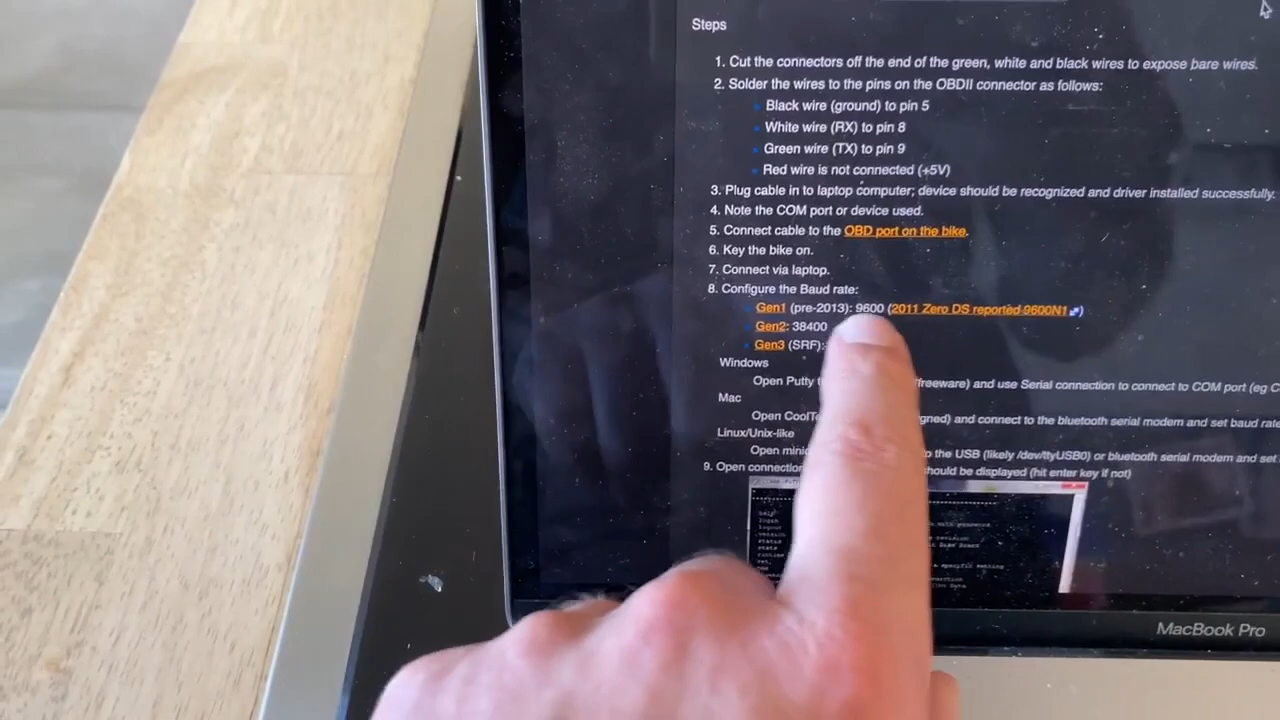 Steps
1. Cut the connectors off the end of the green, white and black wires to expose bare wires.
2. Solder the wires to the pins on the OBDII connector as follows:
Black wire (ground) to pin 5
White wire (RX) to pin 8
Green wire (TX) to pin 9
Red wire is not connected (+5V)
3. Plug cable in to laptop computer; device should be recognized and driver installed successfully.
4. Note the COM port or device used.
5. Connect cable to the OBD port on the bike.
6. Key the bike on.
7. Connect via laptop.
8. Configure the Baud rate:
Gen1 (pre-2013): 9600 (2011 Zero DS reported 9600N1)
Gen2: 38400
Gen3 (SRF):
Windows
Open Putty freeware) and use Serial connection to connect to COM port (eg
Mac
Open and connect to the bluetooth serial modem and set baud rate
Linux/Unix-like
Open the USB (likely /dev/ttyUSB0) or bluetooth serial modem and set
9. Open connection should be displayed (hit enter key if not)
help
login
logout
version
status
stats
runtime
MacBook Pro